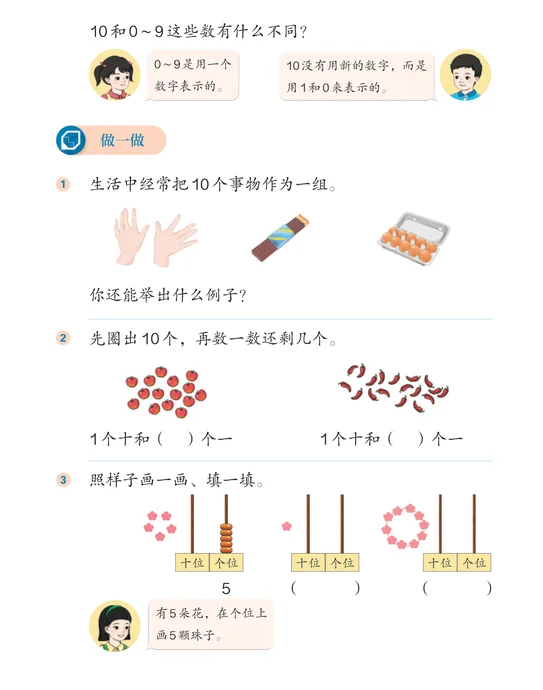 10和0~9这些数有什么不同？
0~9是用一个
数字表示的。
10没有用新的数字，而是
用1和0来表示的。
做一做
1 生活中经常把10个事物作为一组。
你还能举出什么例子？
2 先圈出10个，再数一数还剩几个。
1个十和（ ）个一 1个十和（ ）个一
3 照样子画一画、填一填。
十位 个位 十位 个位 十位 个位
5 （ ） （ ）
有5朵花，在个位上
画5颗珠子。